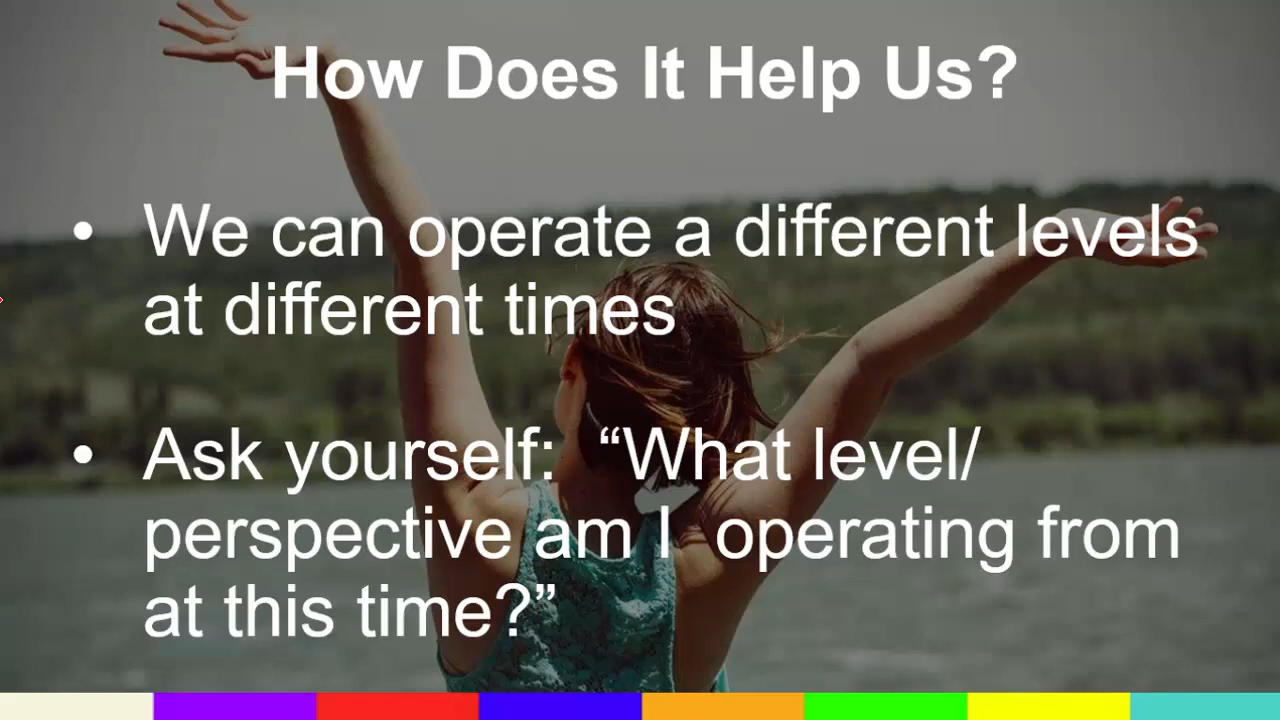 How Does It Help Us?
• We can operate a different levels
at different times
• Ask yourself:  “What level/
perspective am I  operating from
at this time?”